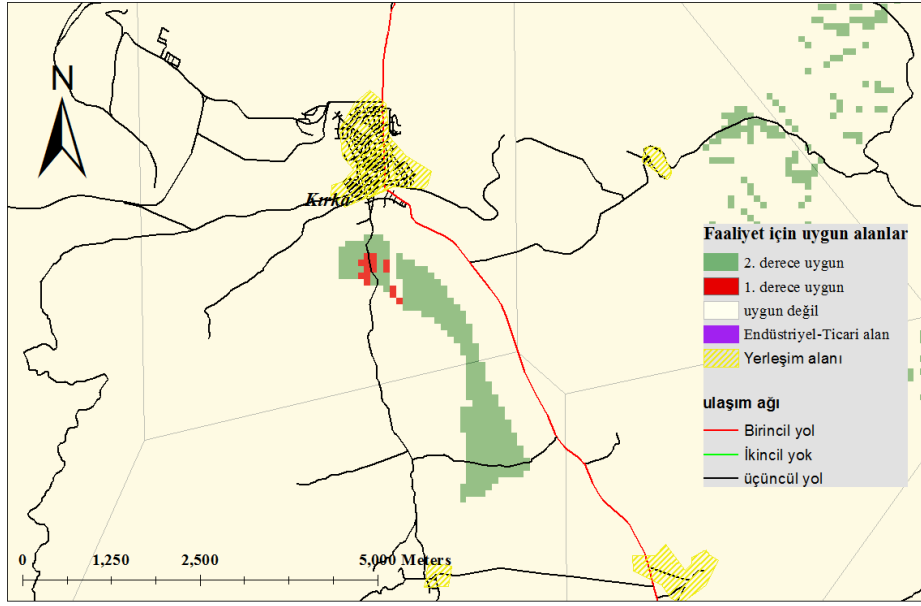 N
Kırka
Faaliyet için uygun alanlar
2. derece uygun
1. derece uygun
uygun değil
Endüstriyel-Ticari alan
Yerleşim alanı
ulaşım ağı
Birincil yol
İkincil yok
üçüncül yol
0 1,250 2,500 5,000 Meters